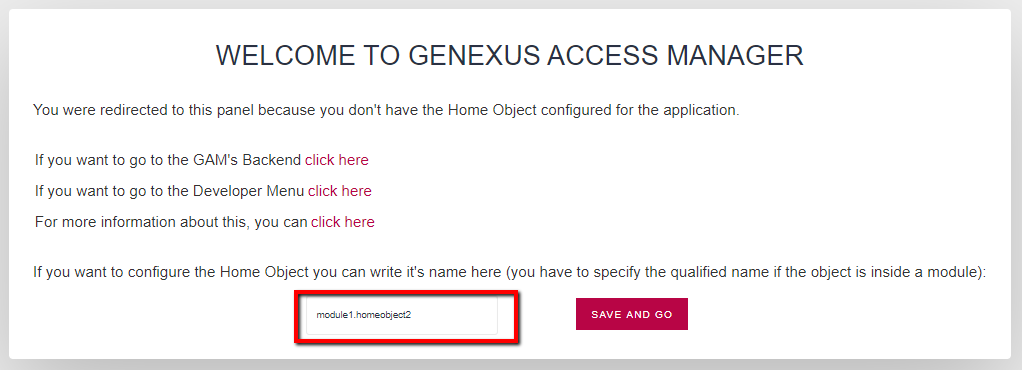 WELCOME TO GENEXUS ACCESS MANAGER
You were redirected to this panel because you don't have the Home Object configured for the application.
If you want to go to the GAM's Backend click here
If you want to go to the Developer Menu click here
For more information about this, you can click here
If you want to configure the Home Object you can write it's name here (you have to specify the qualified name if the object is inside a module):
module1.homeobject2 SAVE AND GO